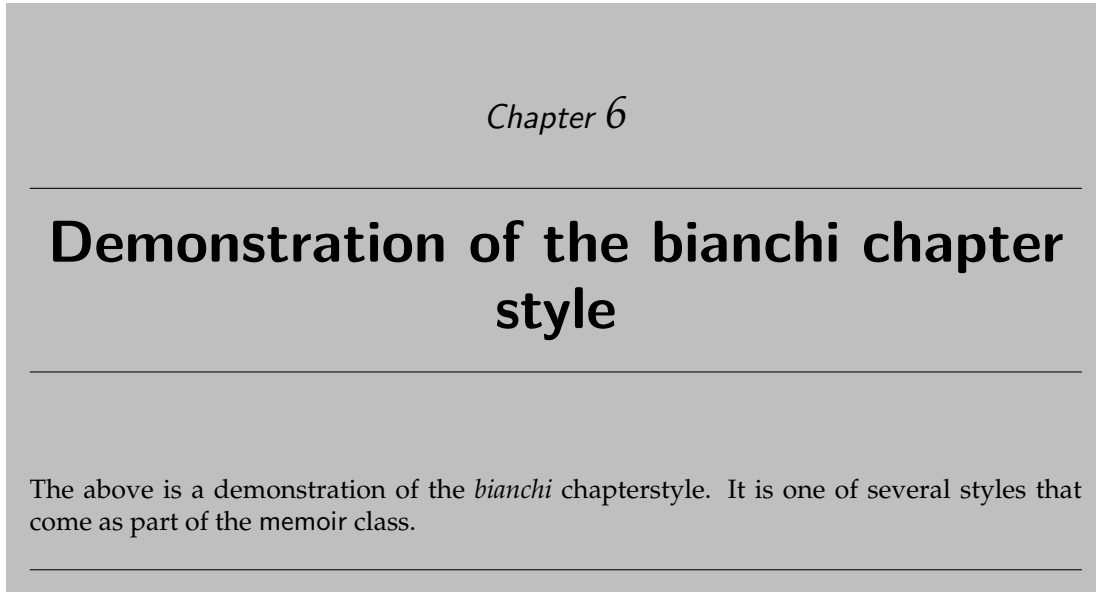 Chapter 6
Demonstration of the bianchi chapter
style
The above is a demonstration of the bianchi chapterstyle. It is one of several styles that
come as part of the memoir class.